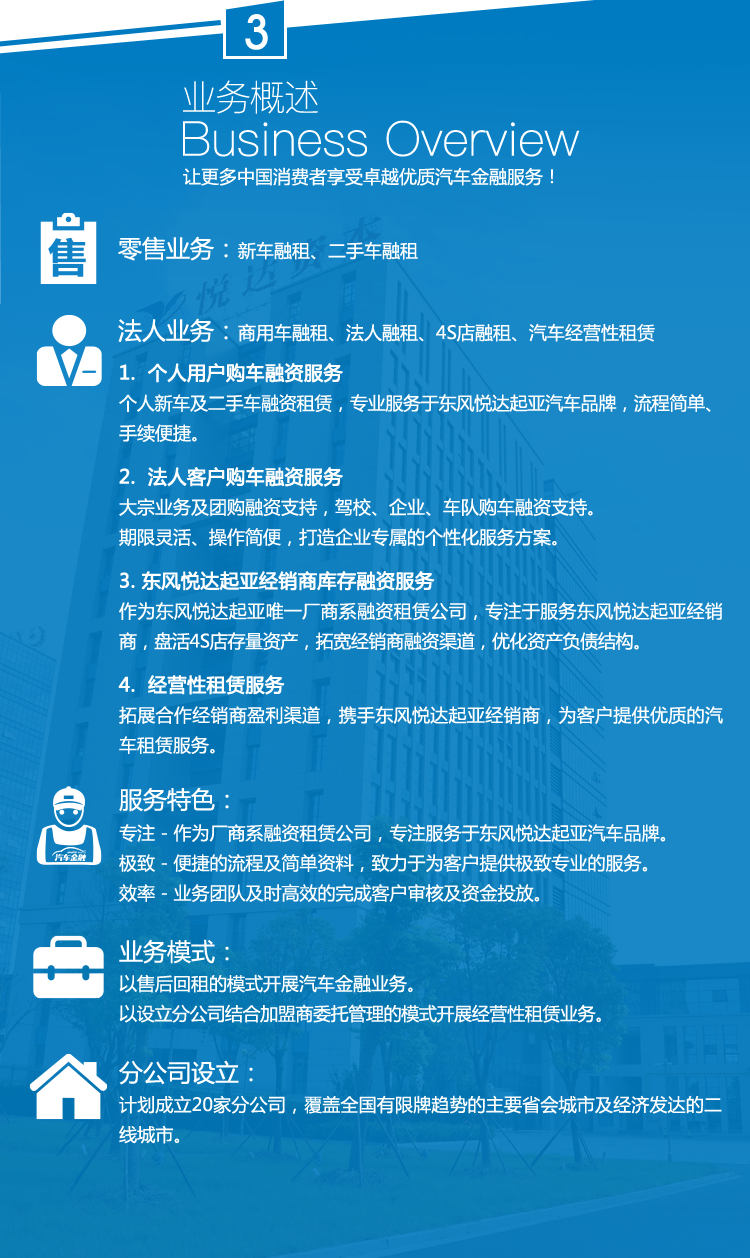 3
业务概述
Business Overview
让更多中国消费者享受卓越优质汽车金融服务！
售
零售业务：新车融租、二手车融租
悦达资本
法人业务：商用车融租、法人融租、4S店融租、汽车经营性租赁
1. 个人用户购车融资服务
个人新车及二手车融资租赁，专业服务于东风悦达起亚汽车品牌，流程简单、
手续便捷。
2. 法人客户购车融资服务
大宗业务及团购融资支持，驾校、企业、车队购车融资支持。
期限灵活、操作简便，打造企业专属的个性化服务方案。
3. 东风悦达起亚经销商库存融资服务
作为东风悦达起亚唯一厂商系融资租赁公司，专注于服务东风悦达起亚经销
商，盘活4S店存量资产，拓宽经销商融资渠道，优化资产负债结构。
4. 经营性租赁服务
拓展合作经销商盈利渠道，携手东风悦达起亚经销商，为客户提供优质的汽
车租赁服务。
服务特色：
专注 - 作为厂商系融资租赁公司，专注服务于东风悦达起亚汽车品牌。
极致 - 便捷的流程及简单资料，致力于为客户提供极致专业的服务。
汽车金融
效率 - 业务团队及时高效的完成客户审核及资金投放。
业务模式：
以售后回租的模式开展汽车金融业务。
以设立分公司结合加盟商委托管理的模式开展经营性租赁业务。
分公司设立：
计划成立20家分公司，覆盖全国有限牌趋势的主要省会城市及经济发达的二
线城市。